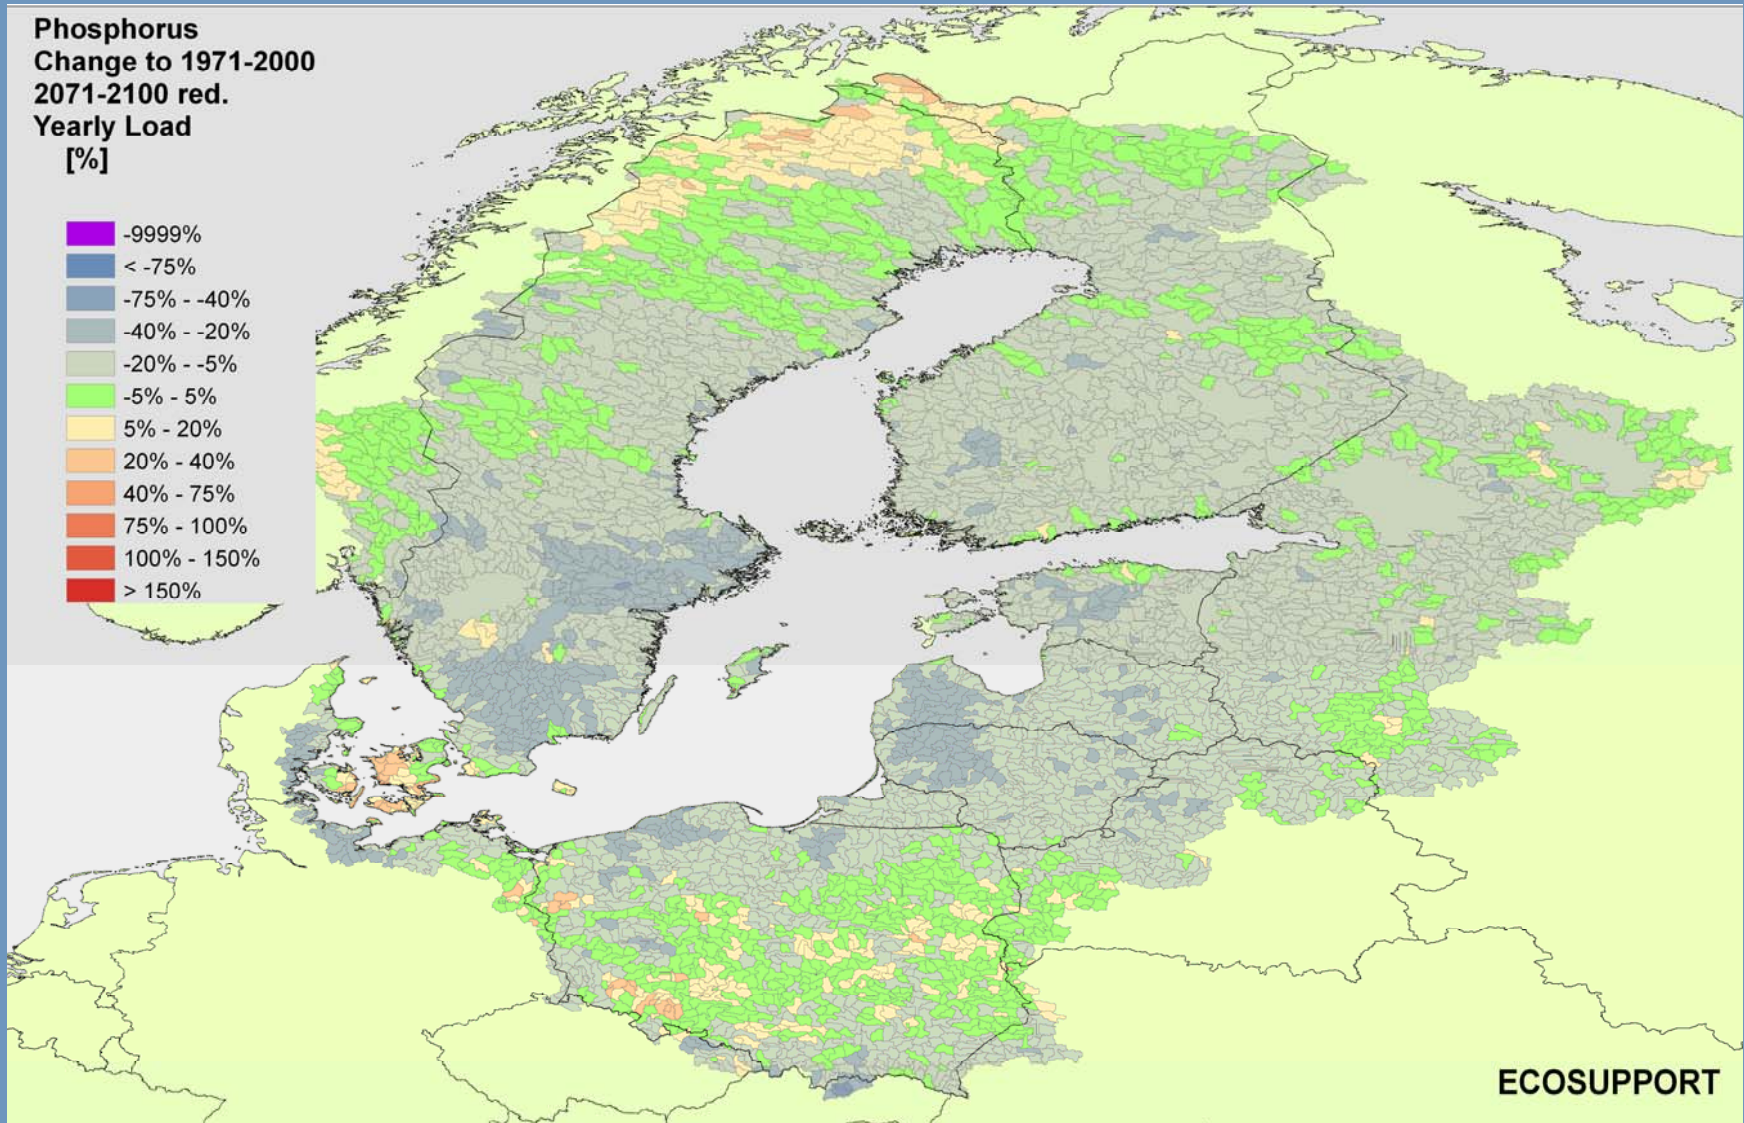 Phosphorus
Change to 1971-2000
2071-2100 red.
Yearly Load
[%]
-9999%
< -75%
-75% - -40%
-40% - -20%
-20% - -5%
-5% - 5%
5% - 20%
20% - 40%
40% - 75%
75% - 100%
100% - 150%
> 150%
ECOSUPPORT